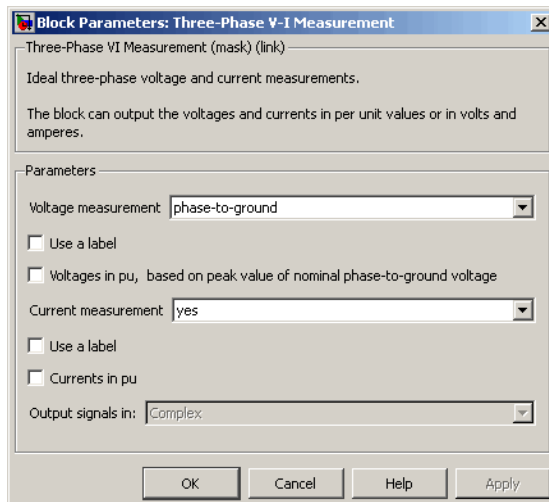 Block Parameters: Three-Phase V-I Measurement
Three-Phase VI Measurement (mask) (link)
Ideal three-phase voltage and current measurements.
The block can output the voltages and currents in per unit values or in volts and
amperes.
Parameters
Voltage measurement phase-to-ground
Use a label
Voltages in pu, based on peak value of nominal phase-to-ground voltage
Current measurement yes
Use a label
Currents in pu
Output signals in: Complex
OK Cancel Help Apply